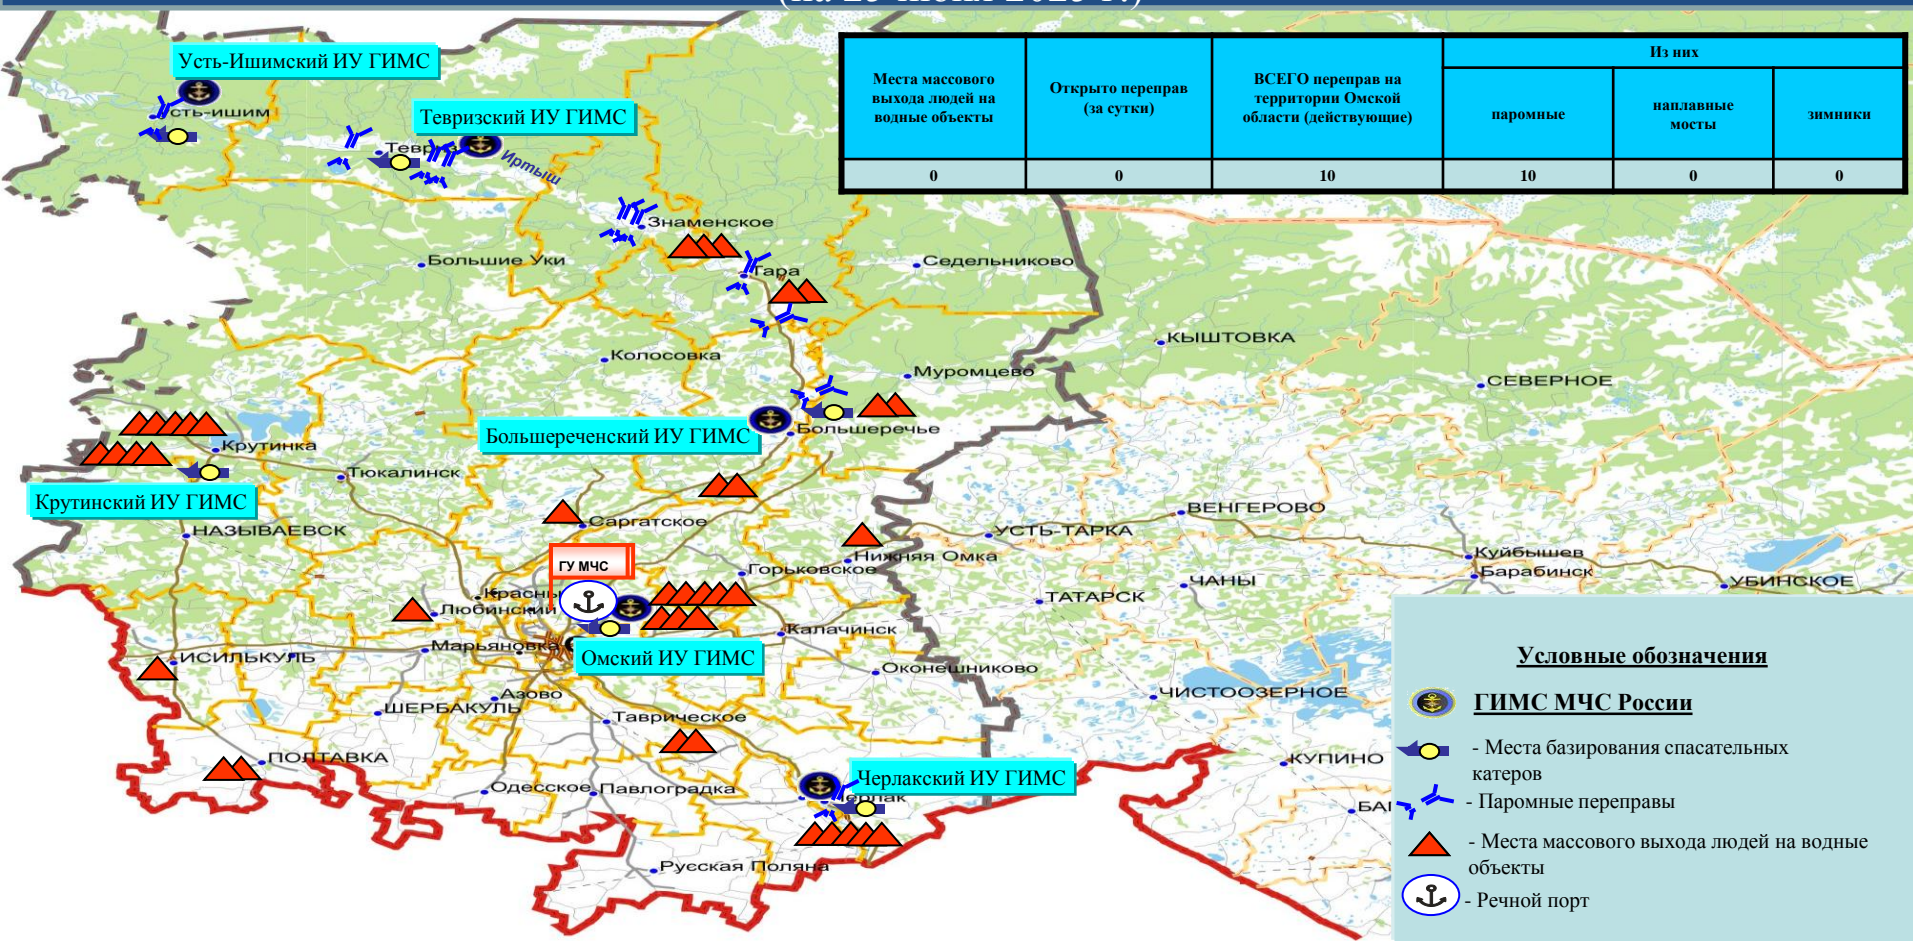 Усть-Ишимский ИУ ГИМС
Места массового
выхода людей на
водные объекты
Открыто переправ
(за сутки)
ВСЕГО переправ на
территории Омской
области (действующие)
Из них
паромные
наплавные
мосты
зимники
0
0
10
10
0
0
Тевризский ИУ ГИМС
Иртыш
Знаменское
Большие Уки
Тара
Седельниково
Колосовка
Муромцево
КЫШТОВКА
СЕВЕРНОЕ
Большереченский ИУ ГИМС
Большеречье
Крутинка
Тюкалинск
Крутинский ИУ ГИМС
НАЗЫВАЕВСК
Саргатское
УСТЬ-ТАРКА
ВЕНГЕРОВО
Нижняя Омка
Куйбышев
Барабинск
ГУ МЧС
Горьковское
ЧАНЫ
УБИНСКОЕ
ТАТАРСК
Любинский
Калачинск
Марьяновка
Омский ИУ ГИМС
ИСИЛЬКУЛЬ
Оконешниково
Азово
ЧИСТООЗЕРНОЕ
ШЕРБАКУЛЬ
Таврическое
ПОЛТАВКА
КУПИНО
Черлакский ИУ ГИМС
Одесское
Павлоградка
Русская Поляна
Условные обозначения
ГИМС МЧС России
- Места базирования спасательных
катеров
- Паромные переправы
- Места массового выхода людей на водные
объекты
- Речной порт